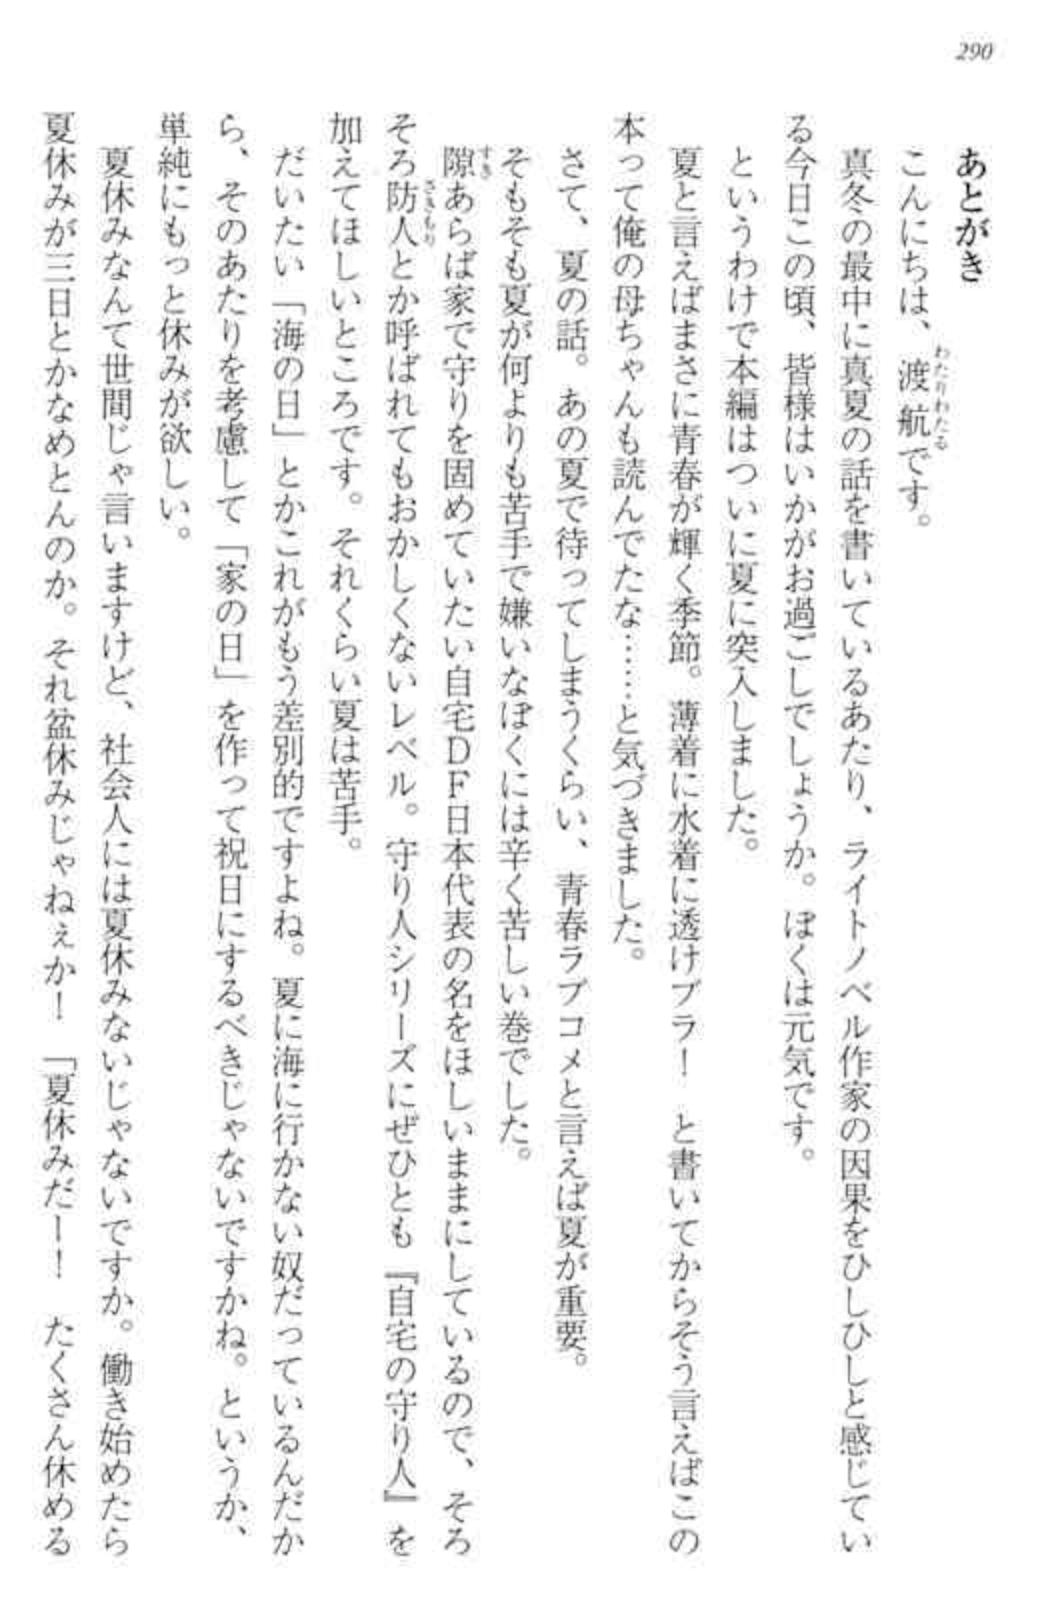 290
あとがき
こんにちは、渡航です。
真冬の最中に真夏の話を書いているあたり、ライトノベル作家の因果をひしひしと感じてい
る今日この頃、皆様はいかがお過ごしでしょうか。ぼくは元気です。
というわけで本編はついに夏に突入しました。
夏と言えばまさに青春が輝く季節。薄着に水着に透けブラ！　と書いてからそう言えばこの
本って俺の母ちゃんも読んでたな……と気づきました。
さて、夏の話。あの夏で待ってしまうくらい、青春ラブコメと言えば夏が重要。
そもそも夏が何よりも苦手で嫌いなぼくには辛く苦しい巻でした。
隙あらば家で守りを固めていたい自宅ＤＦ日本代表の名をほしいままにしているので、そろ
そろ防人とか呼ばれてもおかしくないレベル。守り人シリーズにぜひとも『自宅の守り人』を
加えてほしいところです。それくらい夏は苦手。
だいたい「海の日」とかこれがもう差別的ですよね。夏に海に行かない奴だっているんだか
ら、そのあたりを考慮して「家の日」を作って祝日にするべきじゃないですかね。というか、
単純にもっと休みが欲しい。
夏休みなんて世間じゃ言いますけど、社会人には夏休みないじゃないですか。働き始めたら
夏休みが三日とかなめとんのか。それ盆休みじゃねぇか！　「夏休みだー！　たくさん休める